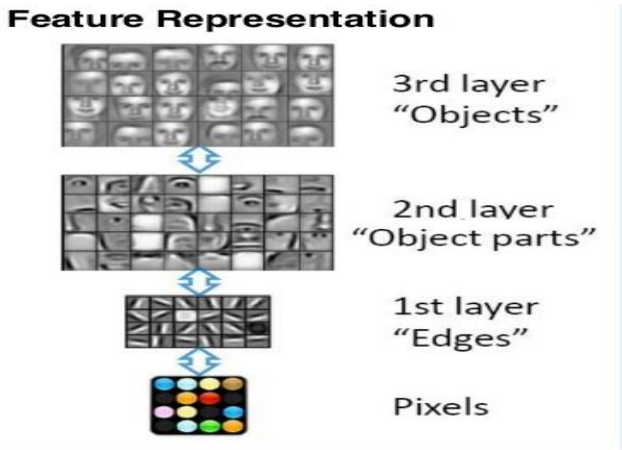 Feature Representation
3rd layer
“Objects”
2nd layer
“Object parts”
1st layer
“Edges”
Pixels